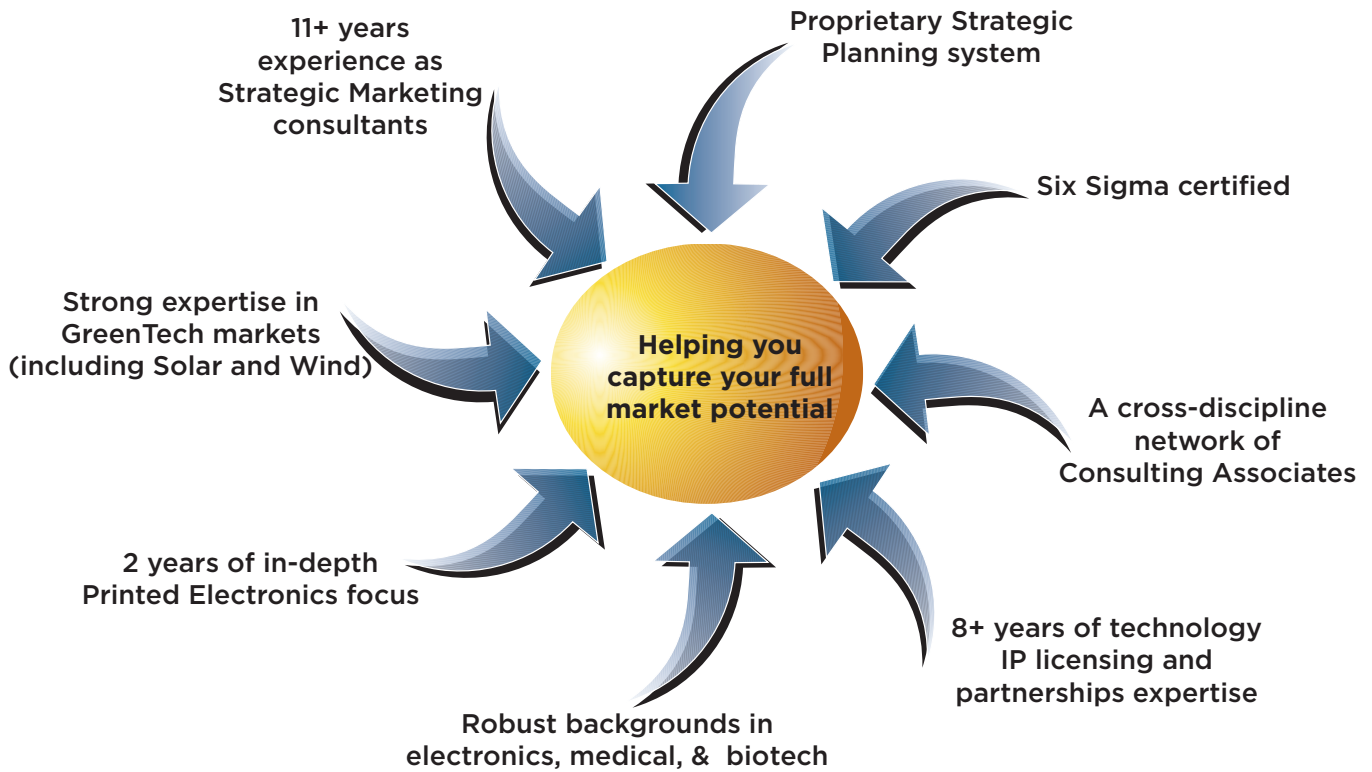 11+ years
experience as
Strategic Marketing
consultants
Proprietary Strategic
Planning system
Six Sigma certified
Strong expertise in
GreenTech markets
(including Solar and Wind)
Helping you
capture your full
market potential
A cross-discipline
network of
Consulting Associates
2 years of in-depth
Printed Electronics focus
8+ years of technology
IP licensing and
partnerships expertise
Robust backgrounds in
electronics, medical, & biotech